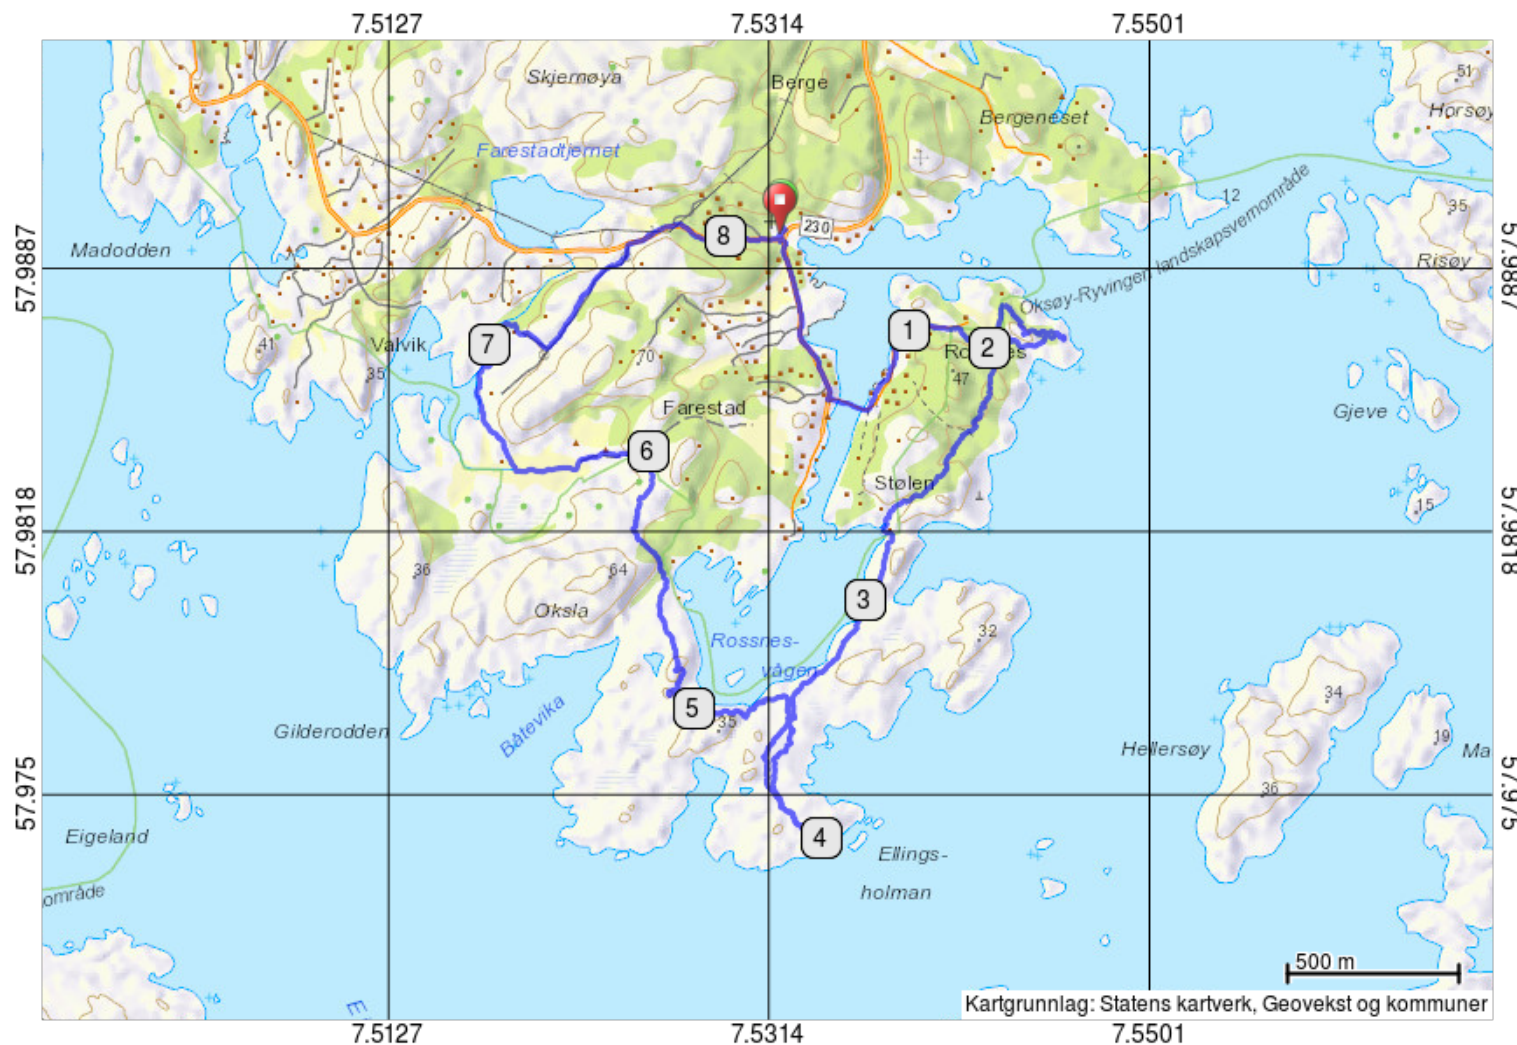 7.5127
7.5314
7.5501
Skjernøya
Berge
51
Horsøy
Bergeneset
Farestadtjernet
1
12
35
230
8
Madodden
57.9887
57.9887
Risøy
Oksøy-Ryvingen landskapsvernområde
1
2
7
41
Valvik
35
70
47
Farestad
Gjeve
6
Stølen
15
57.9818
57.9818
36
64
3
Oksla
32
Rossnes-
vågen
34
5
35
Gilderodden
Båtevika
19
Hellersøy
Ma
36
57.975
57.975
4
Eigeland
Ellings-
holman
område
500 m
Kartgrunnlag: Statens kartverk, Geovekst og kommuner
7.5127
7.5314
7.5501